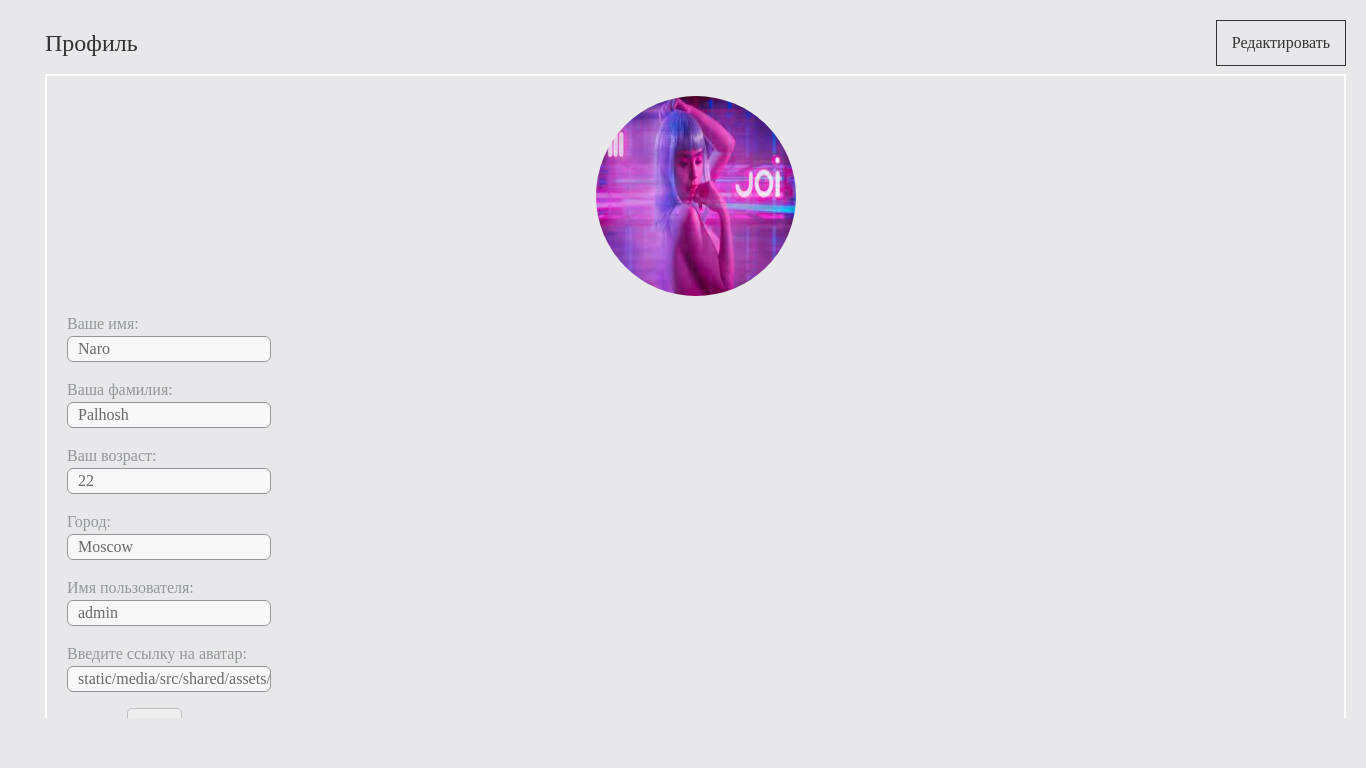 Профиль
Редактировать
JOI
Ваше имя:
Naro
Ваша фамилия:
Palhosh
Ваш возраст:
22
Город:
Moscow
Имя пользователя:
admin
Введите ссылку на аватар:
static/media/src/shared/assets/